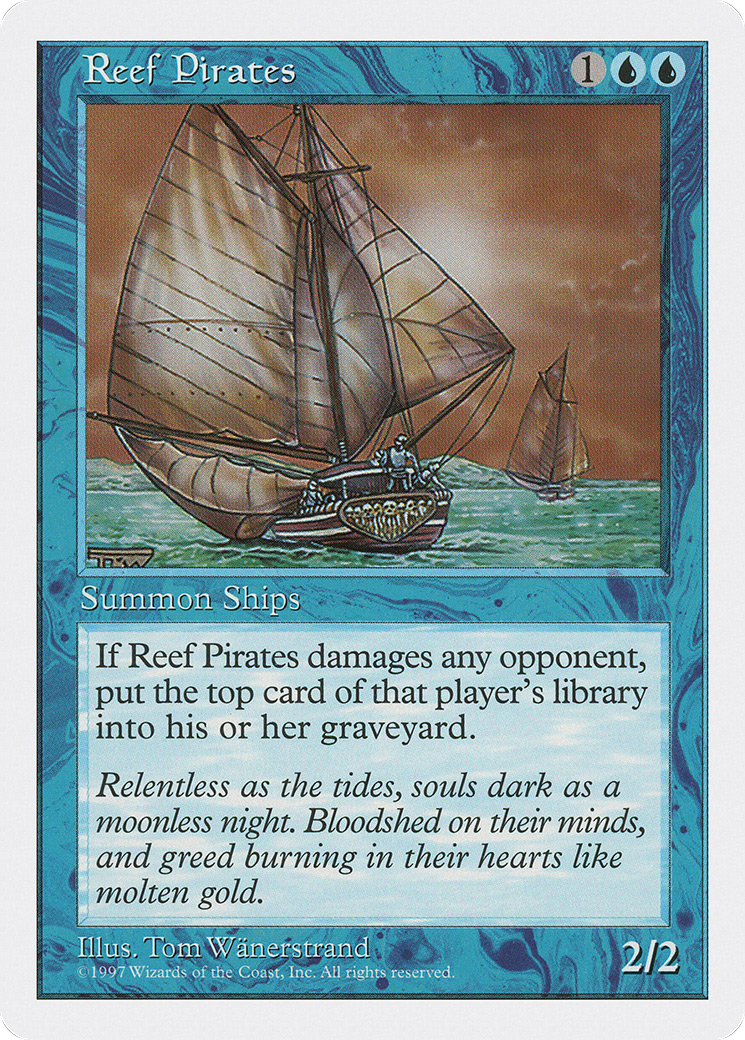 Reef Pirates
1
Summon Ships
If Reef Pirates damages any opponent,
put the top card of that player's library
into his or her graveyard.
Relentless as the tides, souls dark as a
moonless night. Bloodshed on their minds,
and greed burning in their hearts like
molten gold.
Illus. Tom Wänerstrand
©1997 Wizards of the Coast, Inc. All rights reserved.
2/2